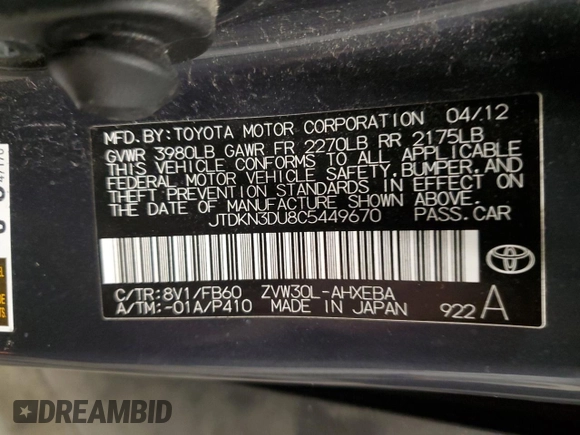 MFD.BY:TOYOTA MOTOR CORPORATION 04/12
GVWR 3980LB GAWR FR 2270LB RR 2175LB
THIS VEHICLE CONFORMS TO ALL APPLICABLE
FEDERAL MOTOR VEHICLE SAFETY,BUMPER,AND
THEFT PREVENTION STANDARDS IN EFFECT ON
THE DATE OF MANUFACTURE SHOWN ABOVE.
JTDKN3DU8C5449670 PASS.CAR
TOYOTA
C/TR:8V1/FB60 ZVW30L-AHXEBA
A/TM:-01A/P410 MADE IN JAPAN 922 A
DREAMBID